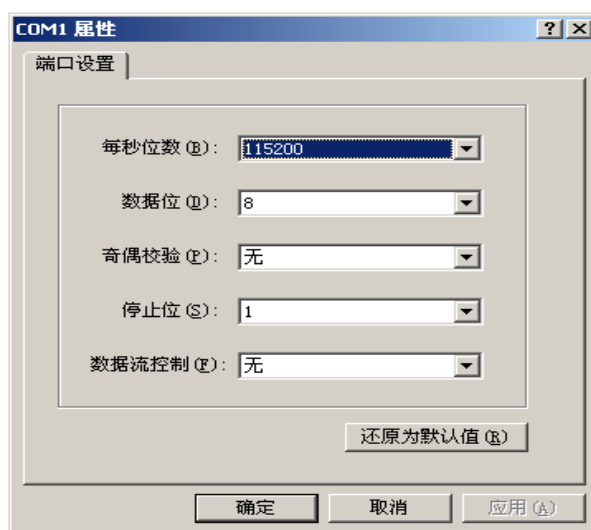 COM1 属性
端口设置
每秒位数(B): 115200
数据位(D): 8
奇偶校验(P): 无
停止位(S): 1
数据流控制(F): 无
还原为默认值(R)
确定 取消 应用(A)